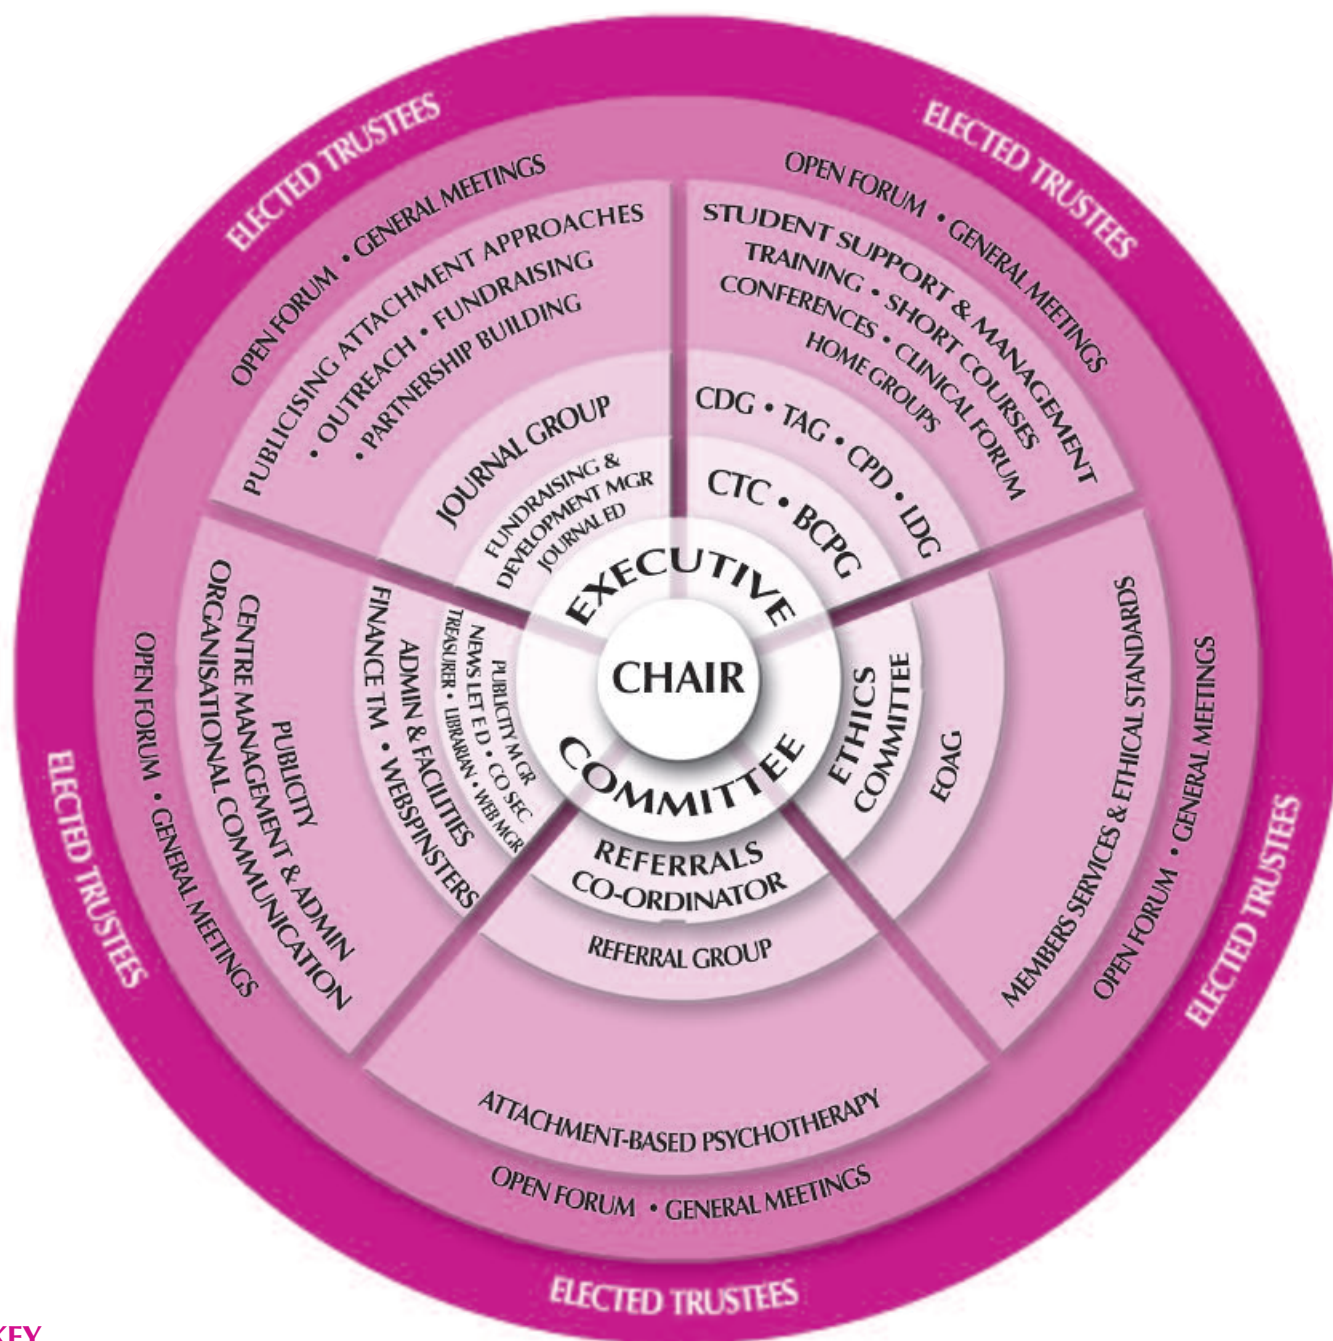 ELECTED TRUSTEES
ELECTED TRUSTEES
OPEN FORUM • GENERAL MEETINGS
OPEN FORUM • GENERAL MEETINGS
PUBLICISING ATTACHMENT APPROACHES
• OUTREACH • FUNDRAISING
• PARTNERSHIP BUILDING
STUDENT SUPPORT & MANAGEMENT
TRAINING • SHORT COURSES
CONFERENCES • CLINICAL FORUM
HOME GROUPS
JOURNAL GROUP
FUNDRAISING &
DEVELOPMENT MGR
JOURNAL ED
CDG • TAG • CPD • LDG
CTC • BCPG
EXECUTIVE
CHAIR
COMMITTEE
ETHICS
COMMITTEE
EOAG
MEMBERS SERVICES & ETHICAL STANDARDS
OPEN FORUM • GENERAL MEETINGS
ELECTED TRUSTEES
PUBLICITY MGR
NEWS LET E D • CO SEC
TREASURER • LIBRARIAN • WEB MGR
ADMIN & FACILITIES
FINANCE TM • WEBSPINSTERS
PUBLICITY
CENTRE MANAGEMENT & ADMIN
ORGANISATIONAL COMMUNICATION
OPEN FORUM • GENERAL MEETINGS
ELECTED TRUSTEES
REFERRALS
CO-ORDINATOR
REFERRAL GROUP
ATTACHMENT-BASED PSYCHOTHERAPY
OPEN FORUM • GENERAL MEETINGS
ELECTED TRUSTEES
KEY